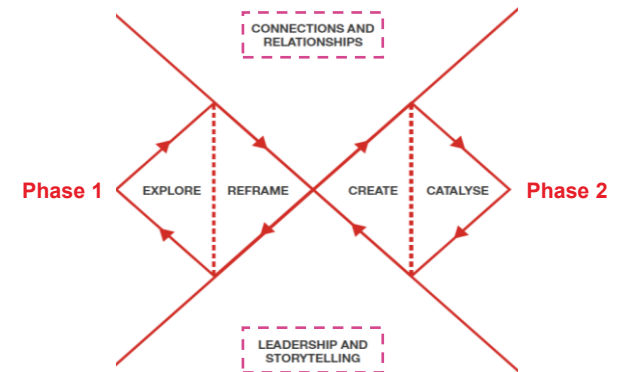 CONNECTIONS AND
RELATIONSHIPS
Phase 1
EXPLORE
REFRAME
CREATE
CATALYSE
Phase 2
LEADERSHIP AND
STORYTELLING